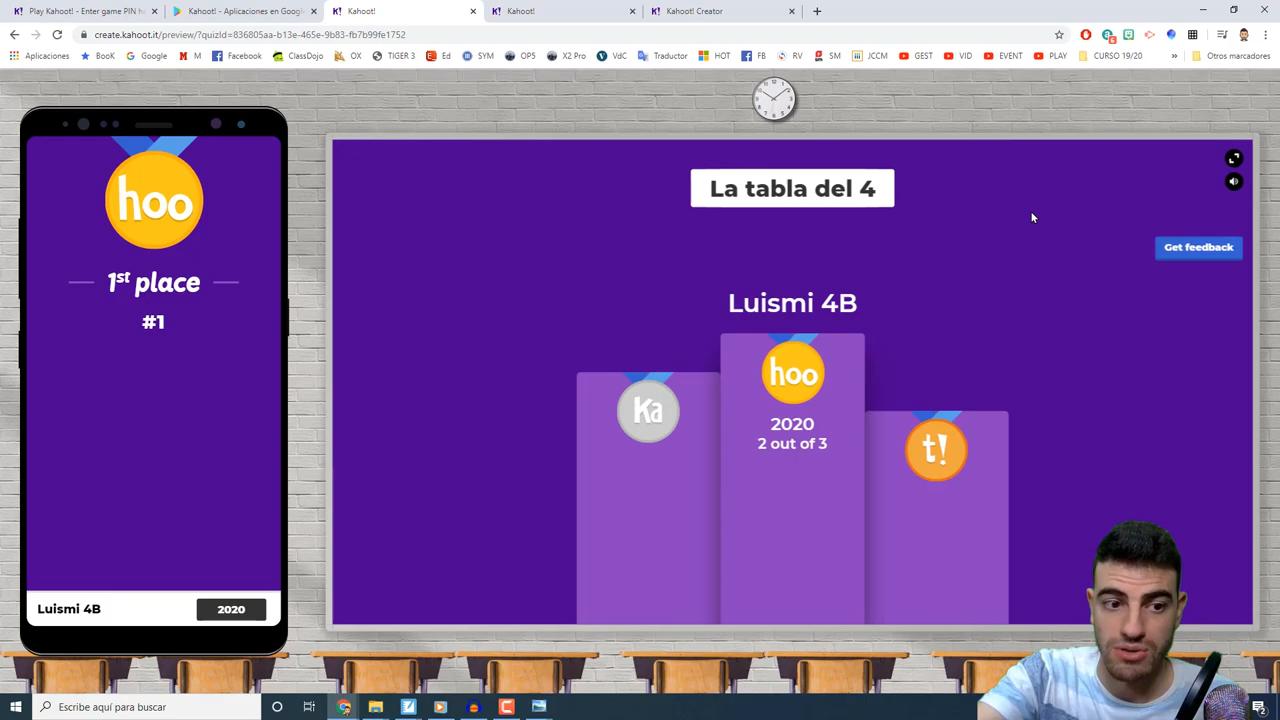 Play Kahoot! - Enter game PIN h
Kahoot! - Aplicaciones en Googl
Kahoot!
Kahoot!
Kahoot! Creator
create.kahoot.it/preview/?quizId=836805aa-b13e-465e-9b83-fb7b99fe1752
Aplicaciones
BooK
Google
M
Facebook
ClassDojo
OX
TIGER 3.
Ed
SYM
OP5
X2 Pro
VdC
Traductor
HOT
FB
RV
SM
JCCM
GEST
VID
EVENT
PLAY
CURSO 19/20
»
Otros marcadores
hoo
1st place
#1
Luismi 4B
2020
La tabla del 4
Get feedback
Luismi 4B
Ka
hoo
2020
2 out of 3
t!
Escribe aquí para buscar
2